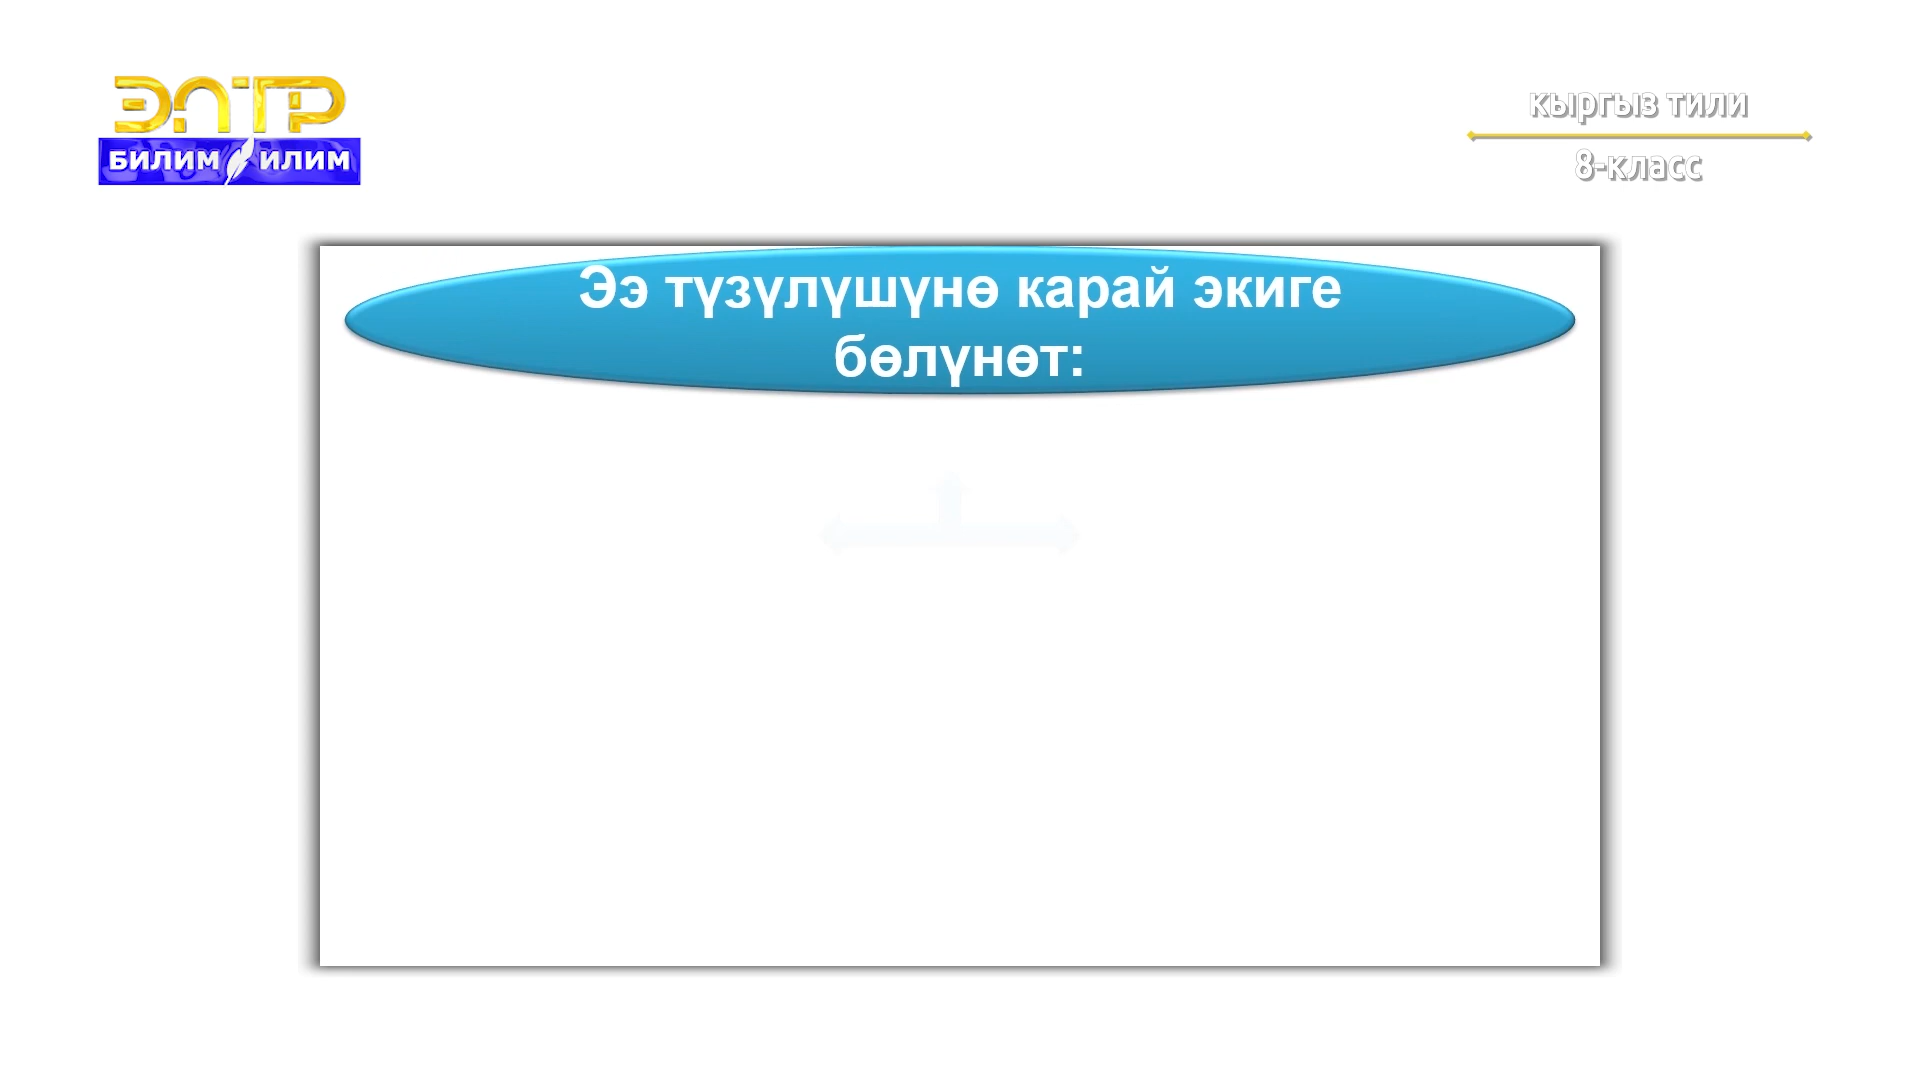 ЭЛТР
БИЛИМ ИЛИМ
кыргыз тили
8-класс
Ээ түзүлүшүнө карай экиге
бөлүнөт: